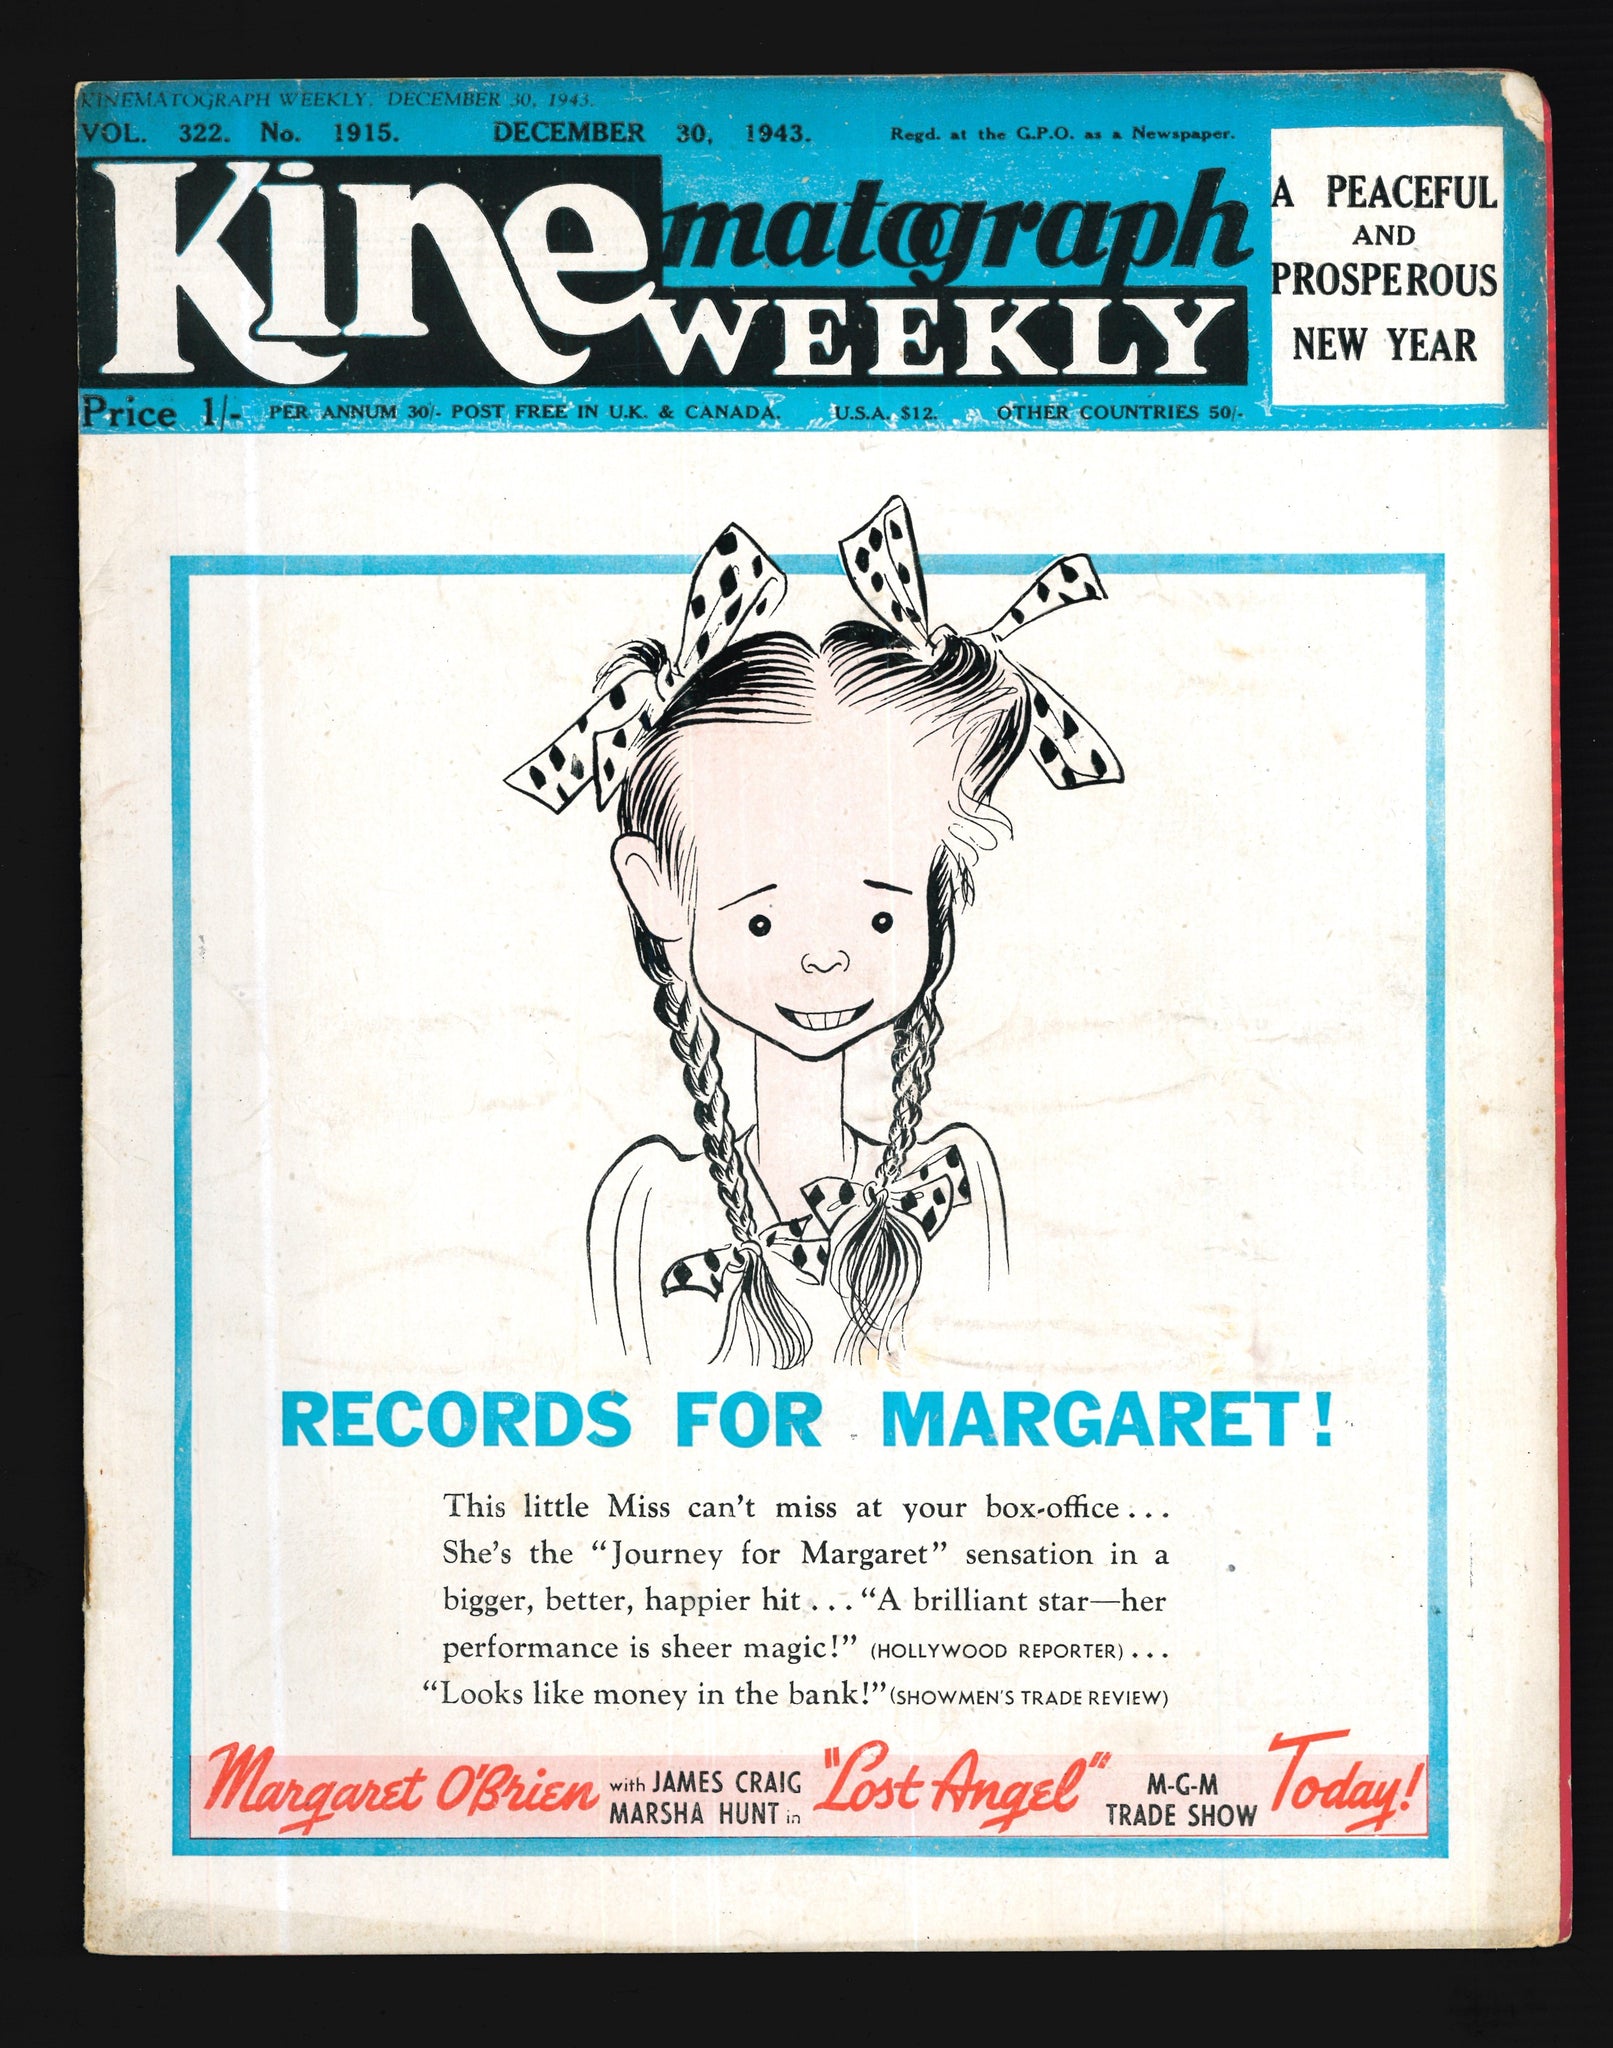 KINEMATOGRAPH WEEKLY, DECEMBER 30, 1943.
VOL. 322. No. 1915. DECEMBER 30, 1943. Regd. at the G.P.O. as a Newspaper.
Kinematograph
WEEKLY
A PEACEFUL
AND
PROSPEROUS
NEW YEAR
Price 1/- PER ANNUM 30/- POST FREE IN U.K. & CANADA. U.S.A. $12. OTHER COUNTRIES 50/-
RECORDS FOR MARGARET!
This little Miss can't miss at your box-office...
She's the "Journey for Margaret" sensation in a
bigger, better, happier hit... "A brilliant star—her
performance is sheer magic!" (HOLLYWOOD REPORTER)...
"Looks like money in the bank!" (SHOWMEN'S TRADE REVIEW)
Margaret O'Brien with JAMES CRAIG
MARSHA HUNT in
"Lost Angel"
M-G-M
TRADE SHOW
Today!